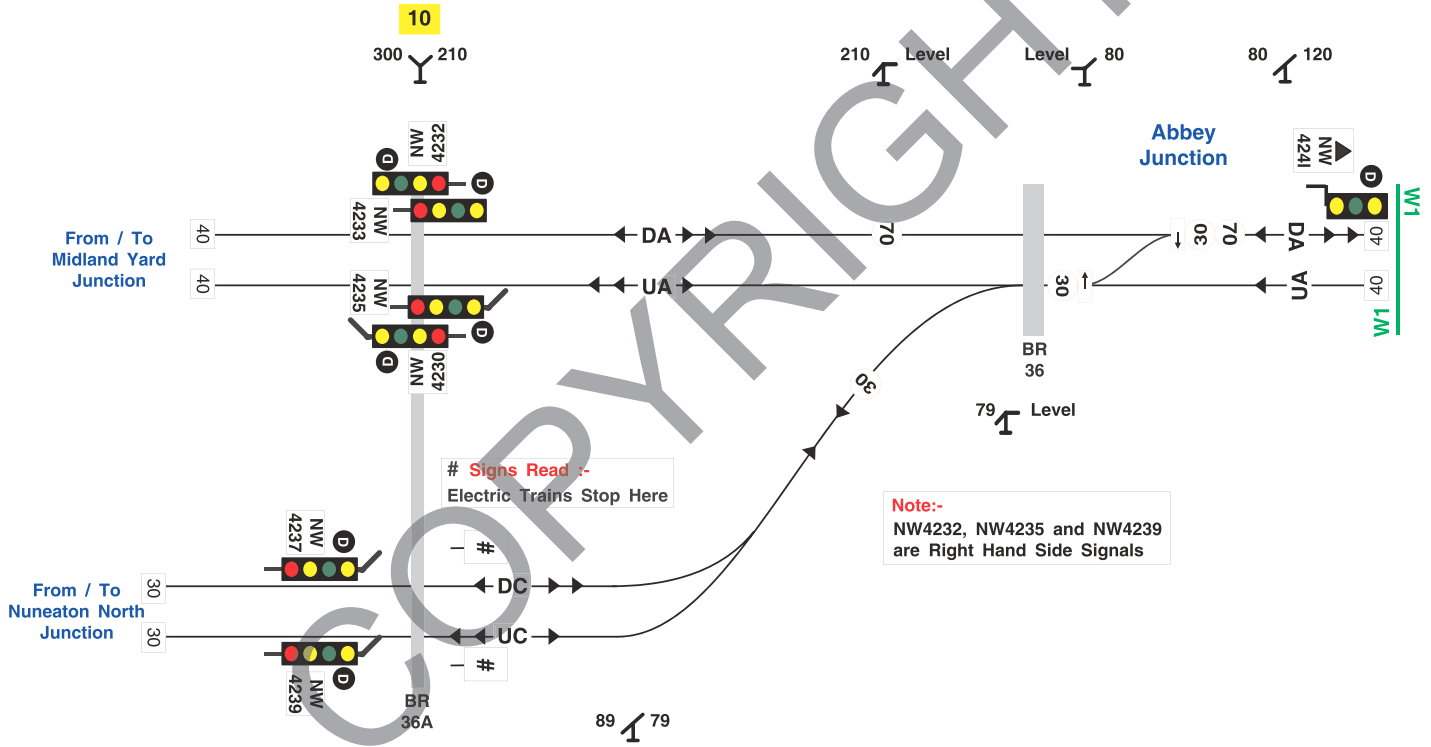 10
300 210
210 Level
Level 80
80 120
Abbey
Junction
NW
4232
D
D
NW
4233
NW
4241
D
W1
From / To
Midland Yard
Junction
40
DA
70
30
70
DA
40
40
UA
30
UA
40
W1
NW
4235
D
D
NW
4230
BR
36
30
79 Level
# Signs Read :-
Electric Trains Stop Here
Note:-
NW4232, NW4235 and NW4239
are Right Hand Side Signals
NW
4237
D
#
From / To
Nuneaton North
Junction
30
DC
30
UC
#
NW
4239
D
BR
36A
89 79
COPYRIGHT